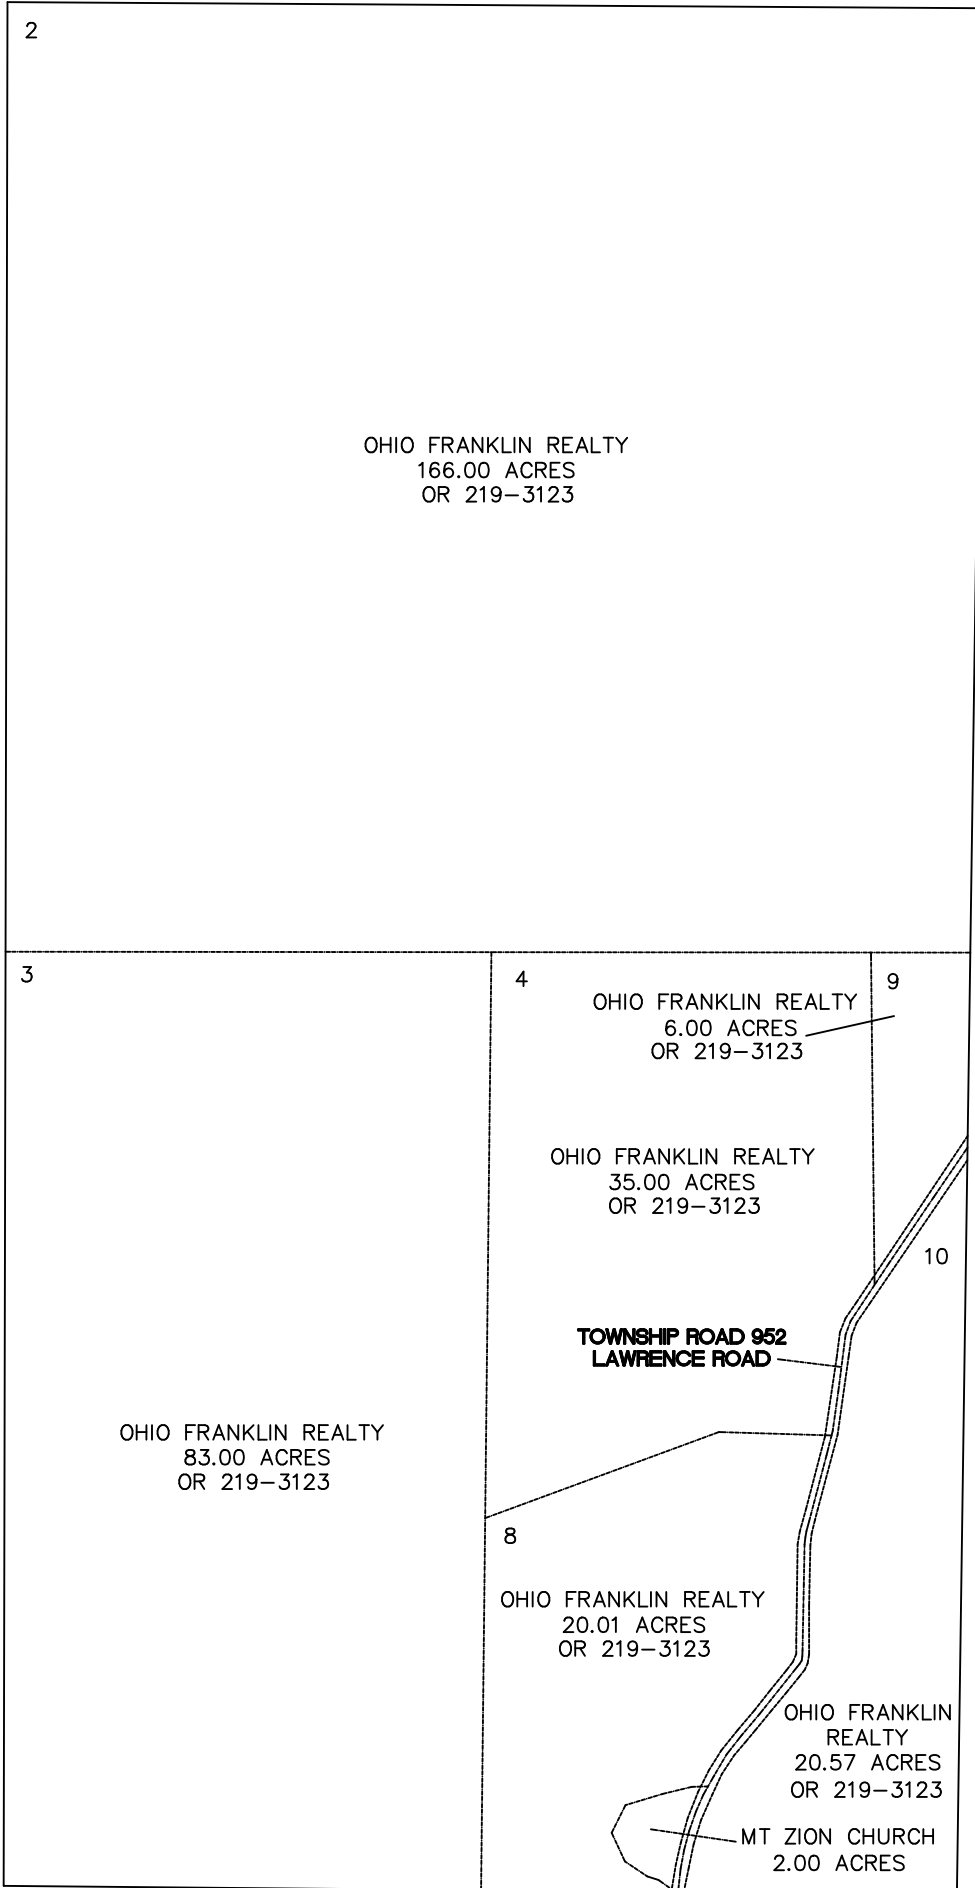 2
OHIO FRANKLIN REALTY
166.00 ACRES
OR 219-3123
3
4
9
OHIO FRANKLIN REALTY
6.00 ACRES
OR 219-3123
OHIO FRANKLIN REALTY
35.00 ACRES
OR 219-3123
10
TOWNSHIP ROAD 952
LAWRENCE ROAD
OHIO FRANKLIN REALTY
83.00 ACRES
OR 219-3123
8
OHIO FRANKLIN REALTY
20.01 ACRES
OR 219-3123
OHIO FRANKLIN
REALTY
20.57 ACRES
OR 219-3123
MT ZION CHURCH
2.00 ACRES